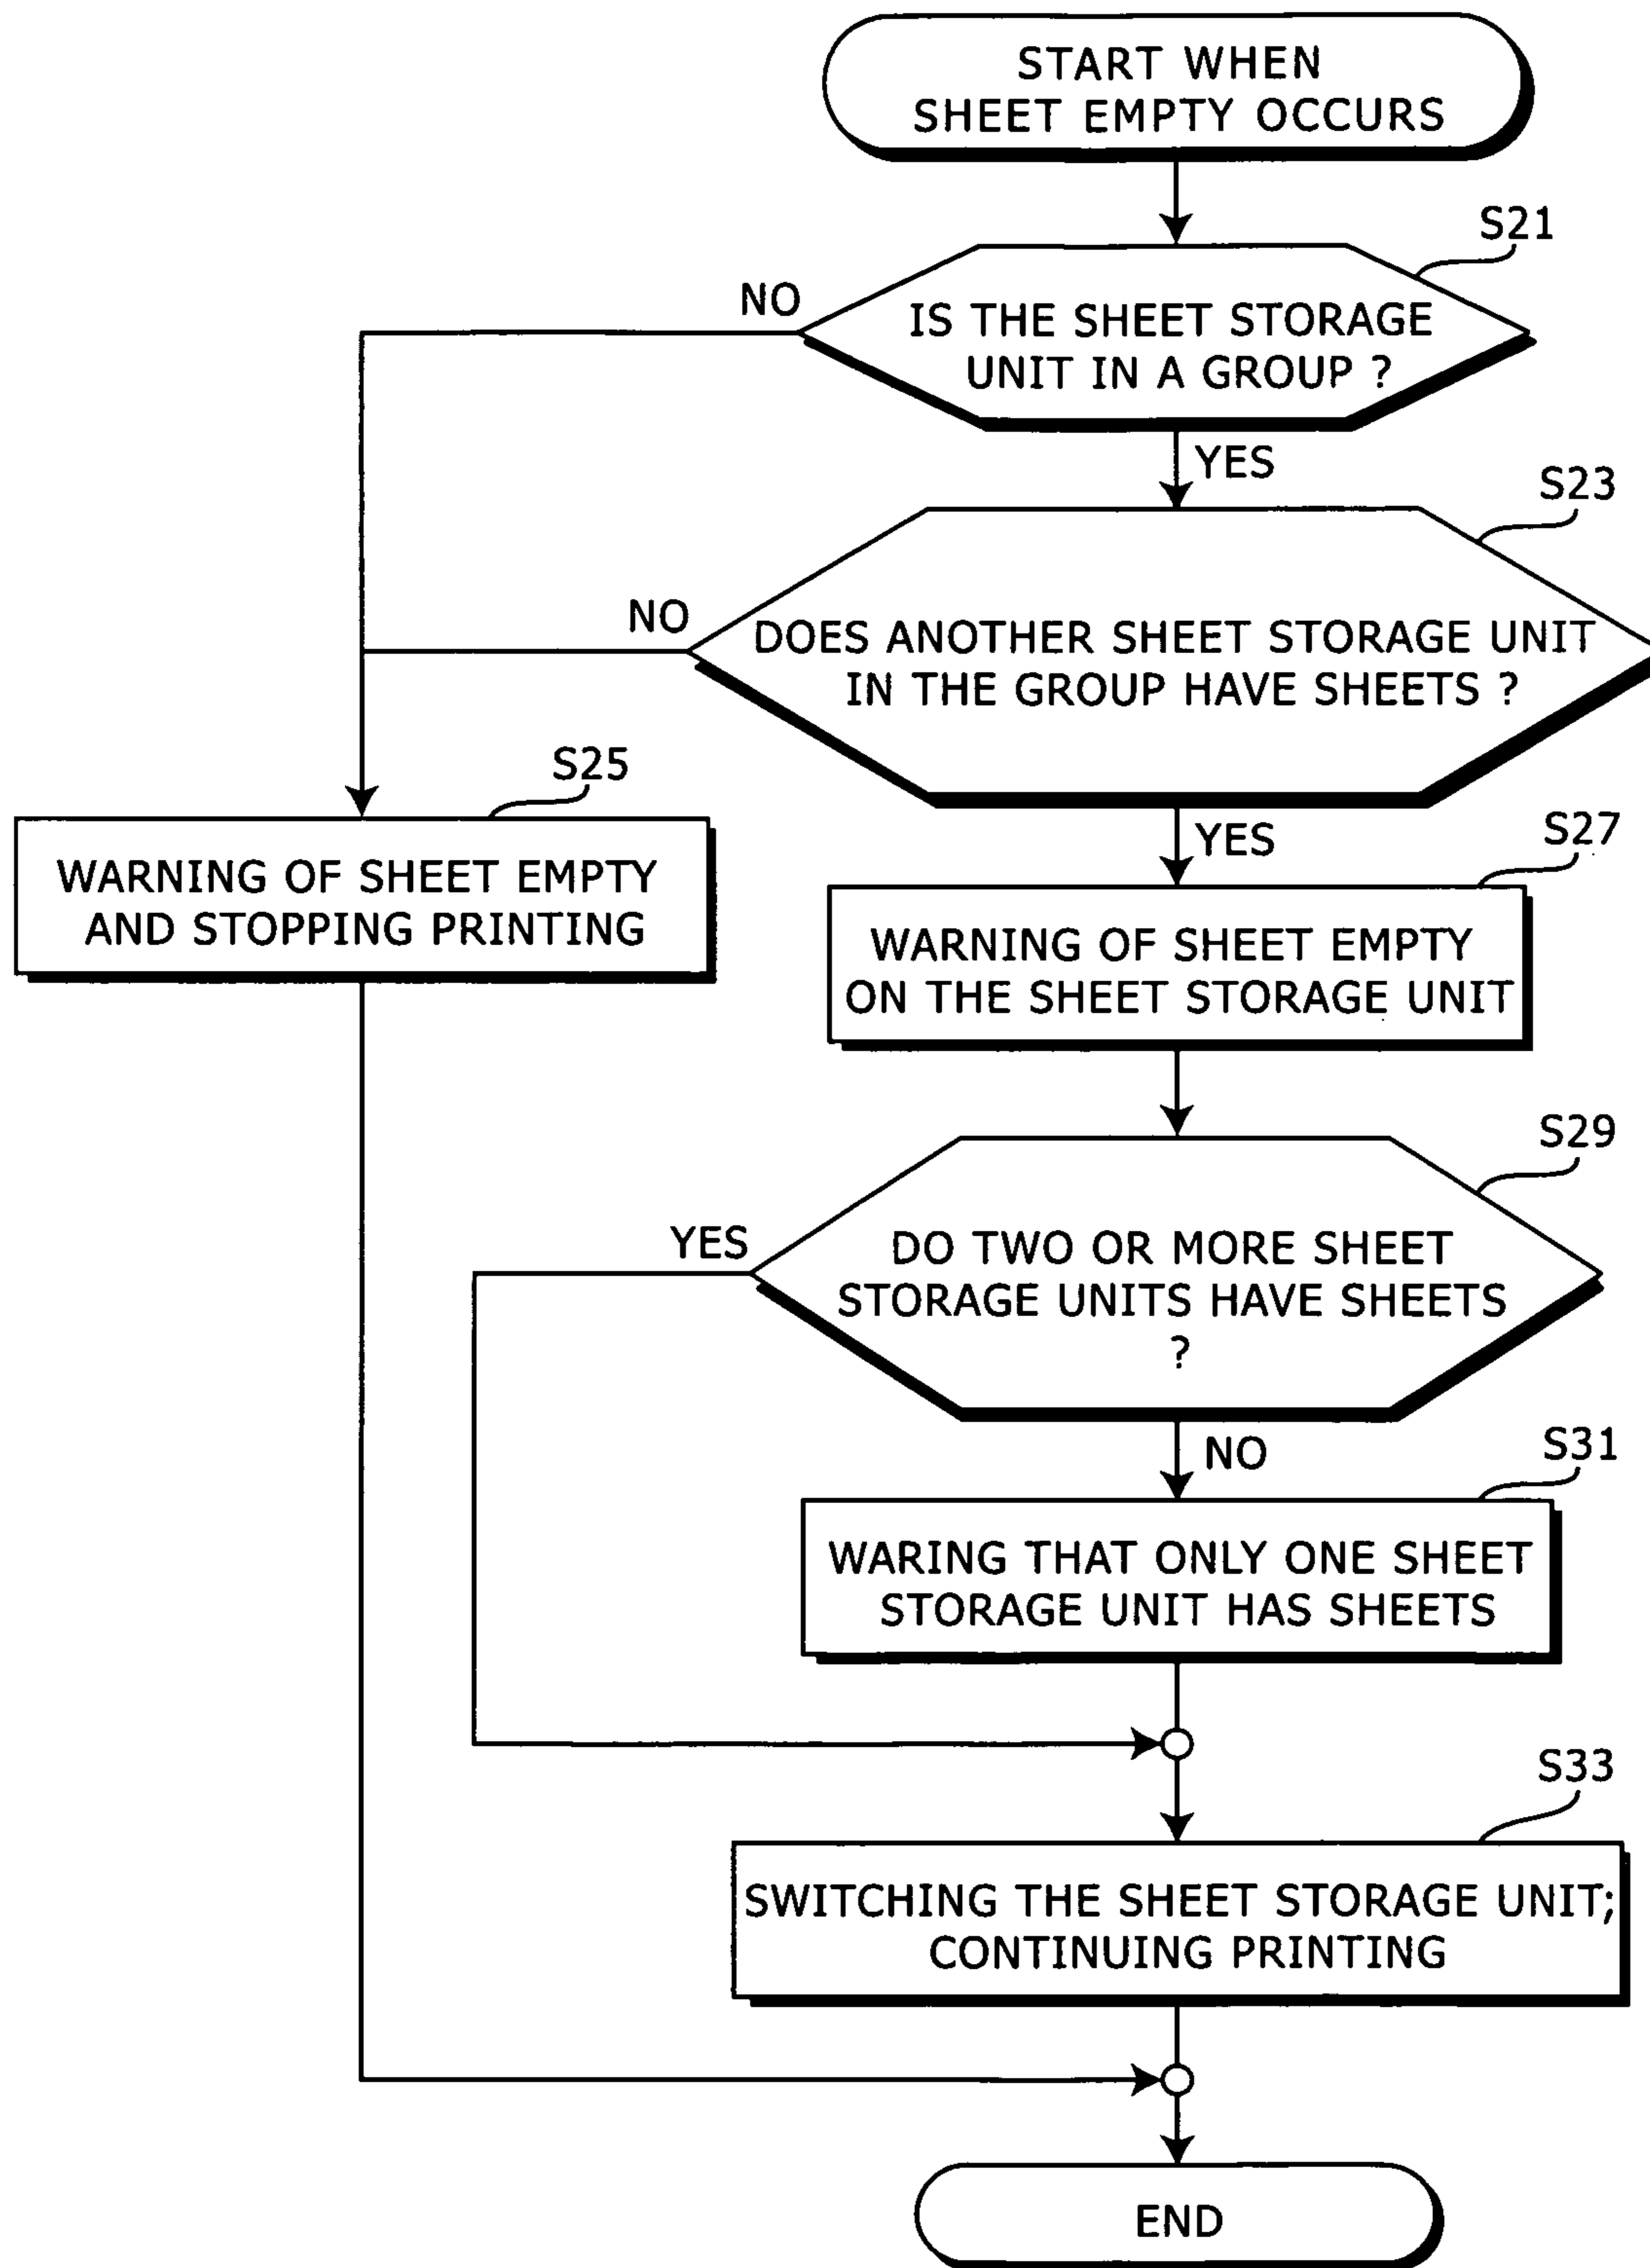 START WHEN
SHEET EMPTY OCCURS
S21
NO
IS THE SHEET STORAGE
UNIT IN A GROUP ?
YES
S23
NO
DOES ANOTHER SHEET STORAGE UNIT
IN THE GROUP HAVE SHEETS ?
S25
WARNING OF SHEET EMPTY
AND STOPPING PRINTING
YES
S27
WARNING OF SHEET EMPTY
ON THE SHEET STORAGE UNIT
S29
YES
DO TWO OR MORE SHEET
STORAGE UNITS HAVE SHEETS
?
NO
S31
WARING THAT ONLY ONE SHEET
STORAGE UNIT HAS SHEETS
S33
SWITCHING THE SHEET STORAGE UNIT;
CONTINUING PRINTING
END